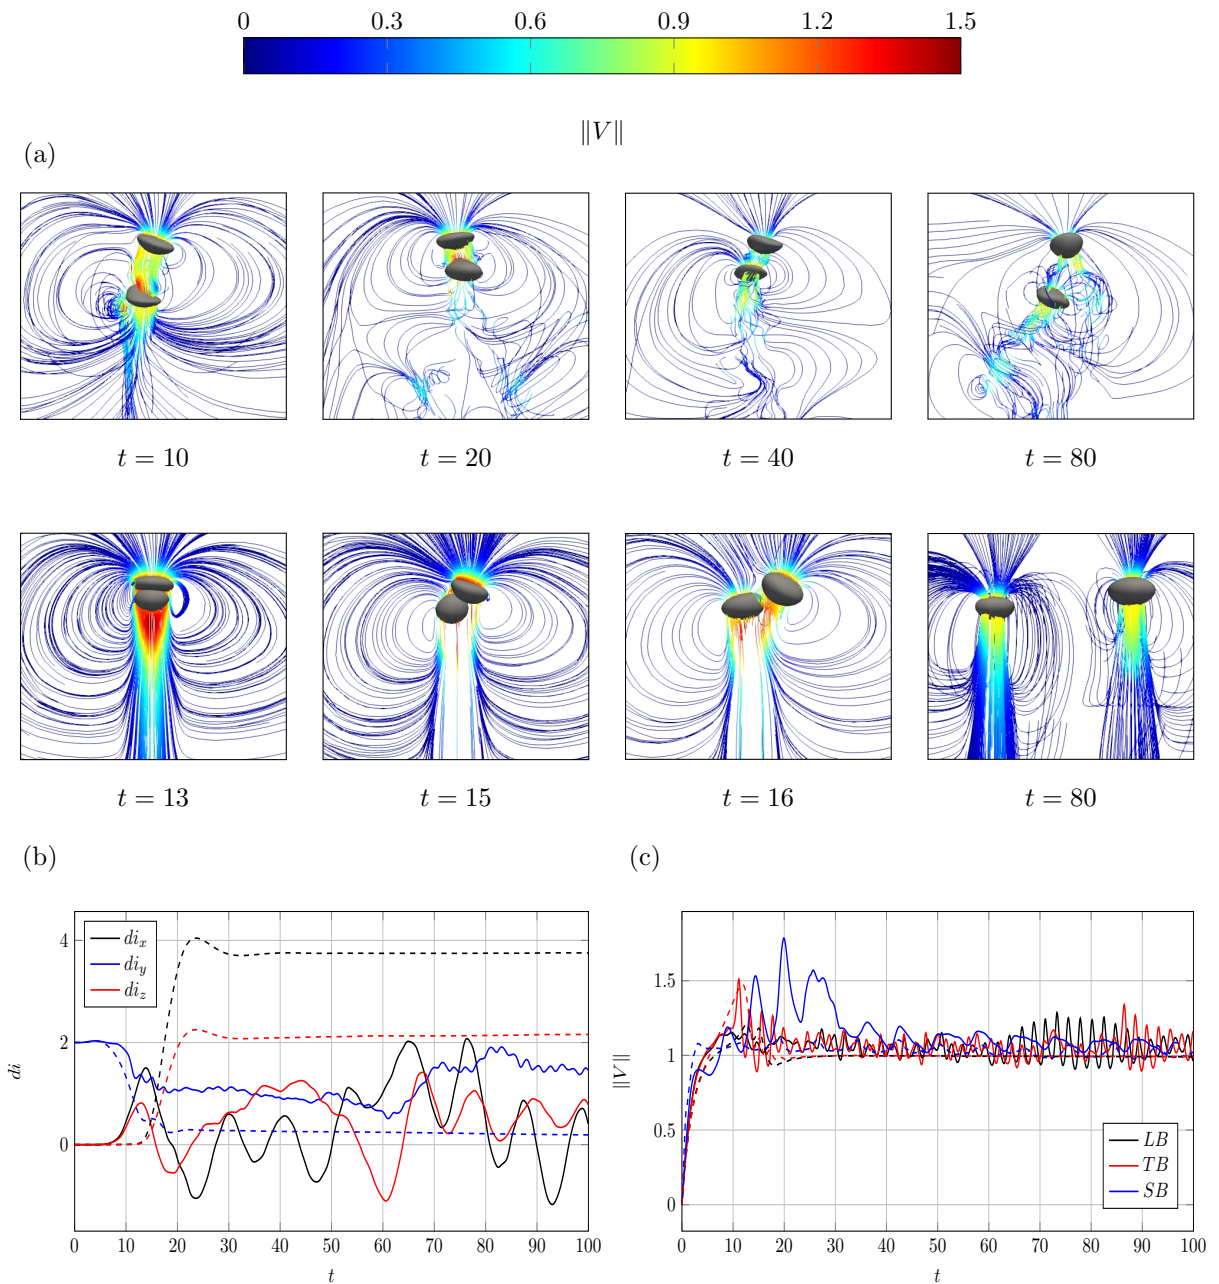 0 0.3 0.6 0.9 1.2 1.5
‖V‖
(a)
t = 10 t = 20 t = 40 t = 80
t = 13 t = 15 t = 16 t = 80
(b) (c)
di_x
di_y
di_z
4
2
0
di
0 10 20 30 40 50 60 70 80 90 100
t
1.5
1
0.5
0
‖V‖
LB
TB
SB
0 10 20 30 40 50 60 70 80 90 100
t